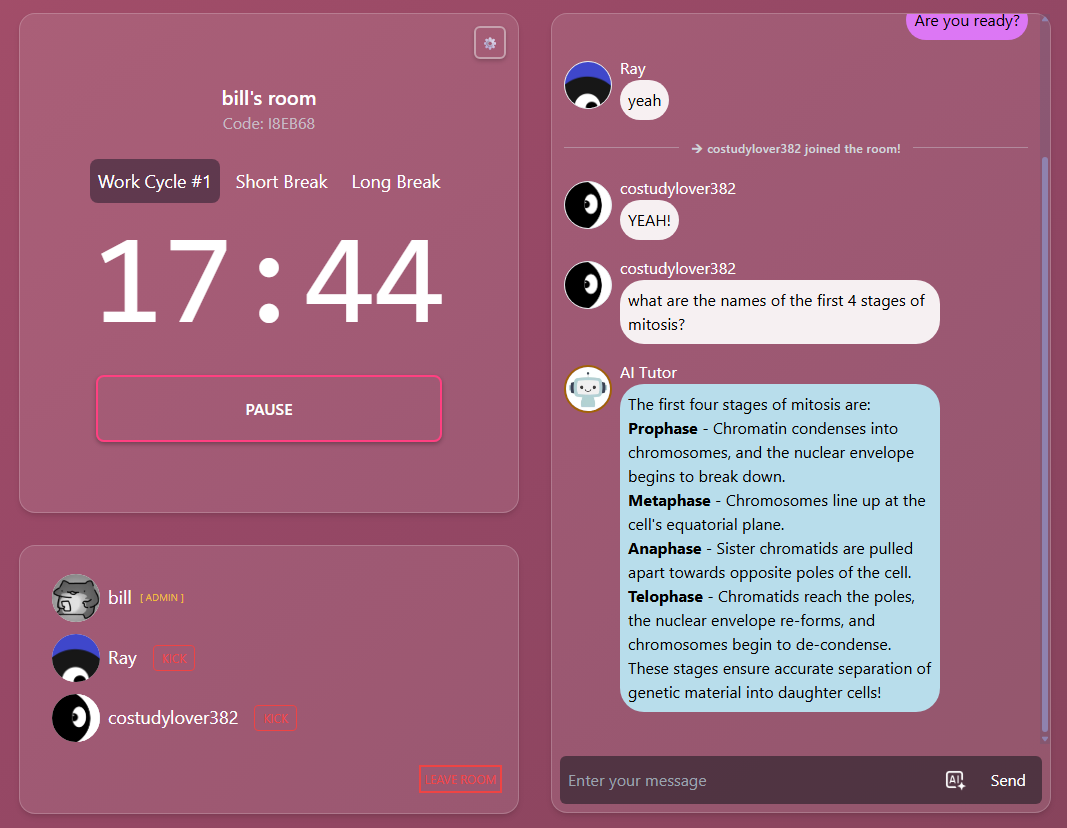 bill's room
Code: I8EB68
Work Cycle #1 Short Break Long Break
17:44
PAUSE
bill [ ADMIN ]
Ray KICK
costudylover382 KICK
LEAVE ROOM
Are you ready?
Ray
yeah
costudylover382 joined the room!
costudylover382
YEAH!
costudylover382
what are the names of the first 4 stages of
mitosis?
AI Tutor
The first four stages of mitosis are:
Prophase - Chromatin condenses into
chromosomes, and the nuclear envelope
begins to break down.
Metaphase - Chromosomes line up at the
cell's equatorial plane.
Anaphase - Sister chromatids are pulled
apart towards opposite poles of the cell.
Telophase - Chromatids reach the poles,
the nuclear envelope re-forms, and
chromosomes begin to de-condense.
These stages ensure accurate separation of
genetic material into daughter cells!
Enter your message AI Send